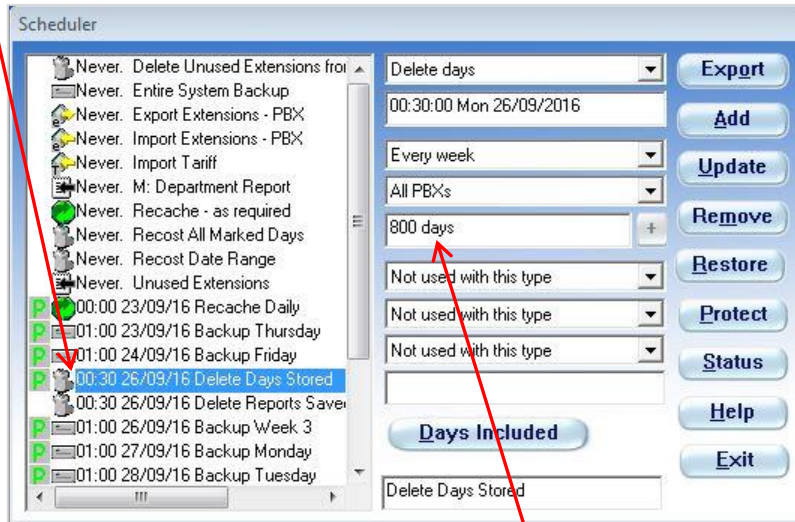 Scheduler
Never. Delete Unused Extensions fror
Never. Entire System Backup
Never. Export Extensions - PBX
Never. Import Extensions - PBX
Never. Import Tariff
Never. M: Department Report
Never. Recache - as required
Never. Recost All Marked Days
Never. Recost Date Range
Never. Unused Extensions
P 00:00 23/09/16 Recache Daily
P 01:00 23/09/16 Backup Thursday
P 01:00 24/09/16 Backup Friday
P 00:30 26/09/16 Delete Days Stored
00:30 26/09/16 Delete Reports Saved
P 01:00 26/09/16 Backup Week 3
P 01:00 27/09/16 Backup Monday
P 01:00 28/09/16 Backup Tuesday
Delete days
00:30:00 Mon 26/09/2016
Every week
All PBXs
800 days
+
Not used with this type
Not used with this type
Not used with this type
Days Included
Delete Days Stored
Export
Add
Update
Remove
Restore
Protect
Status
Help
Exit